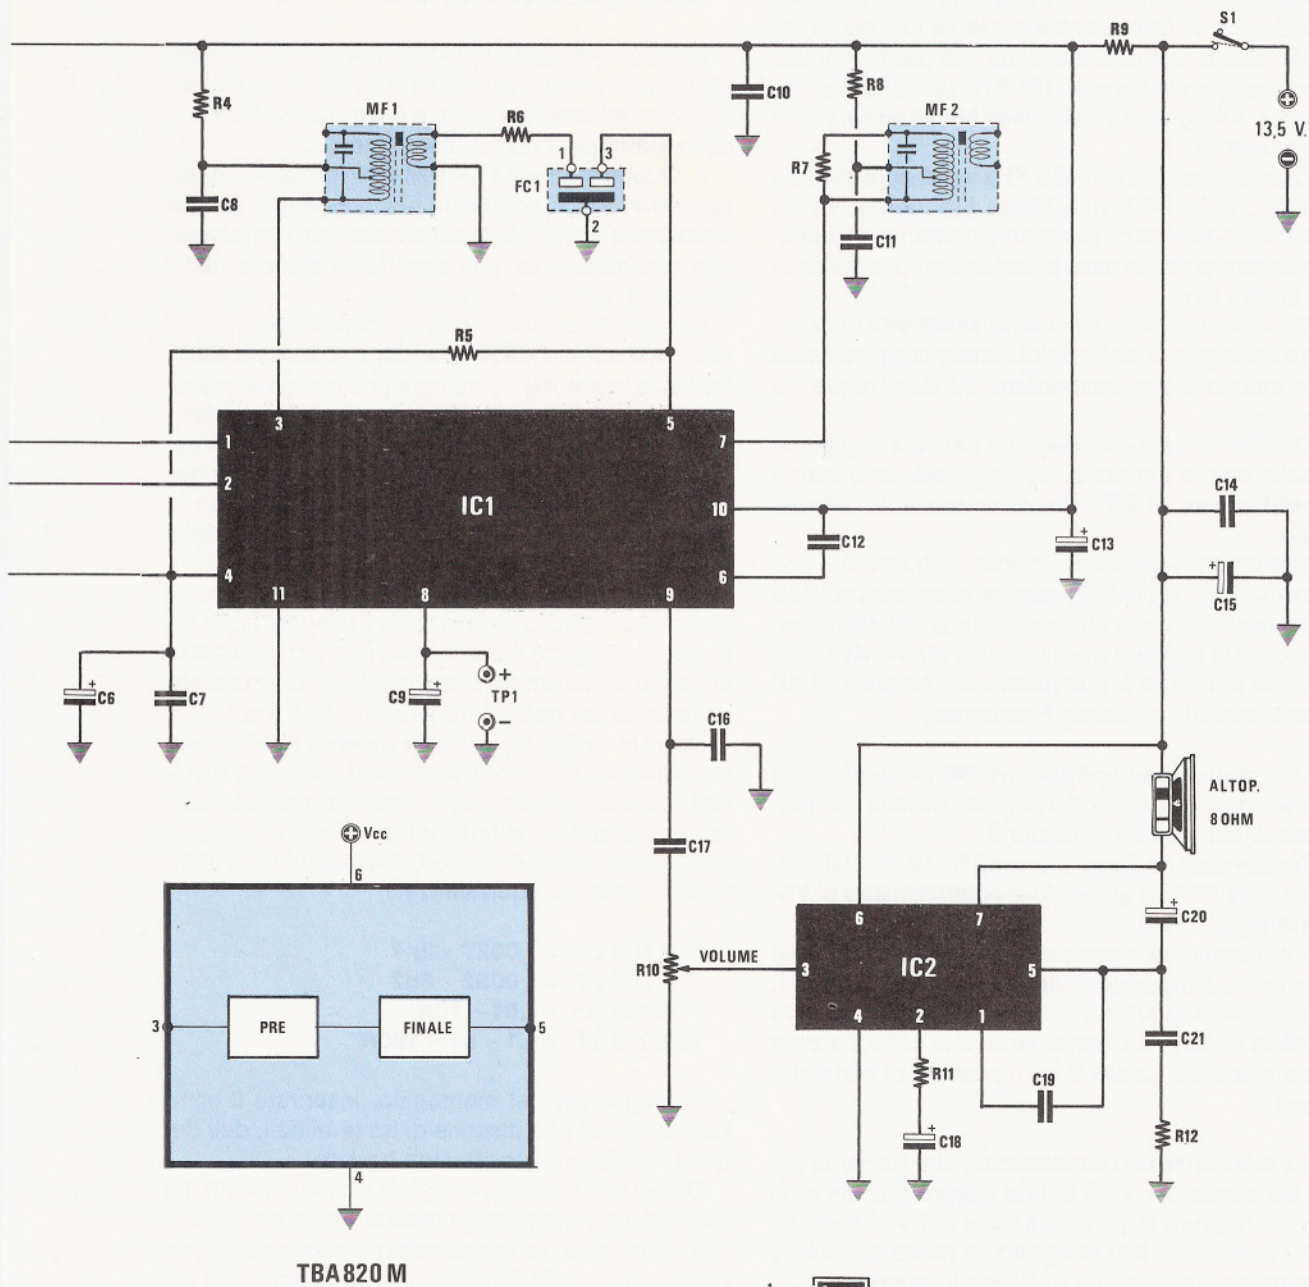 S1
R9
R4
MF1
R6
C10
R8
MF2
13,5 V.
1
3
R7
FC1
C8
2
C11
R5
3
5
1
7
2
IC1
10
C14
C12
C13
4
6
C15
11
8
9
C6
C7
C9
TP1
C16
ALTOP.
8 OHM
Vcc
C17
6
6
7
C20
R10
VOLUME
3
IC2
5
4
2
1
3
PRE
FINALE
5
C21
R11
C19
C18
R12
4
TBA820M
1